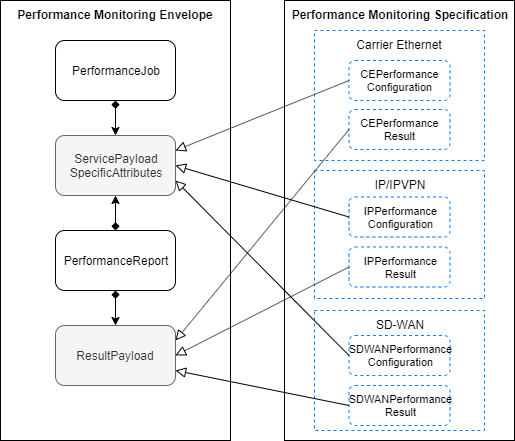 Performance Monitoring Envelope
PerformanceJob
ServicePayload
SpecificAttributes
PerformanceReport
ResultPayload
Performance Monitoring Specification
Carrier Ethernet
CEPerformance
Configuration
CEPerformance
Result
IP/IPVPN
IPPerformance
Configuration
IPPerformance
Result
SD-WAN
SDWANPerformance
Configuration
SDWANPerformance
Result